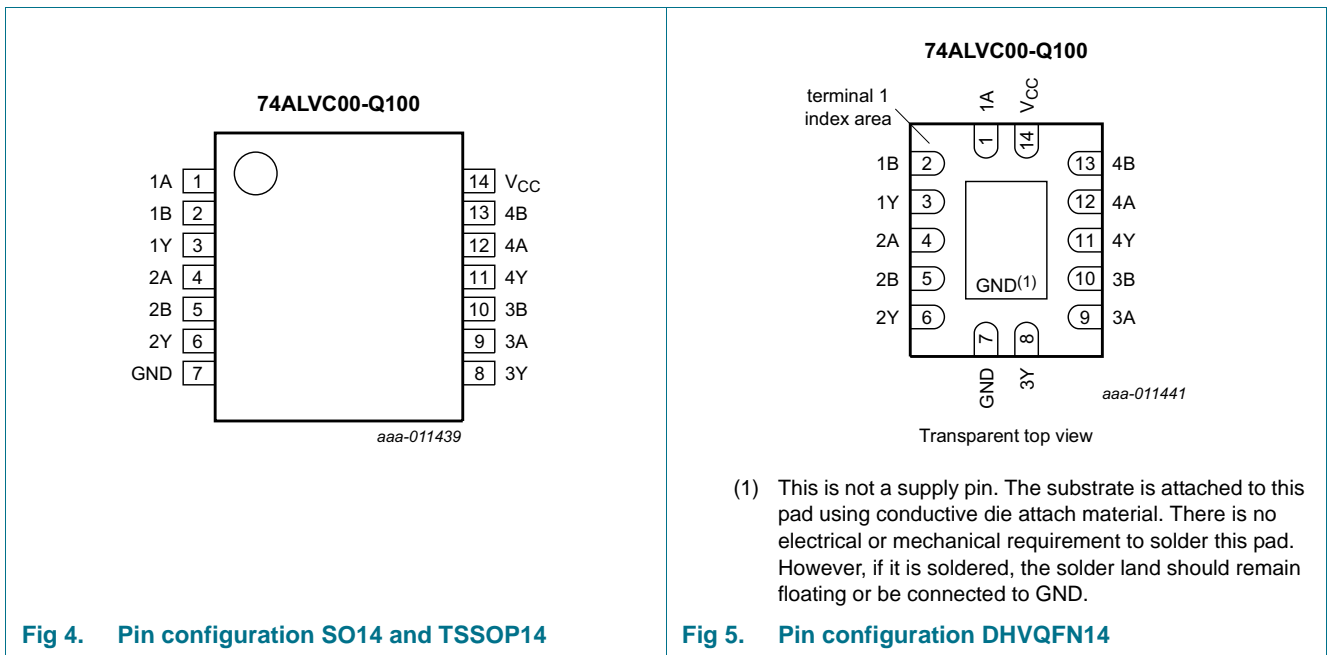 74ALVC00-Q100
1A 1
1B 2
1Y 3
2A 4
2B 5
2Y 6
GND 7
14 VCC
13 4B
12 4A
11 4Y
10 3B
9 3A
8 3Y
aaa-011439
Fig 4. Pin configuration SO14 and TSSOP14
74ALVC00-Q100
terminal 1
index area
1A
VCC
1
14
1B 2
1Y 3
2A 4
2B 5
2Y 6
13 4B
12 4A
11 4Y
10 3B
9 3A
GND(1)
7
8
GND
3Y
aaa-011441
Transparent top view
(1) This is not a supply pin. The substrate is attached to this
pad using conductive die attach material. There is no
electrical or mechanical requirement to solder this pad.
However, if it is soldered, the solder land should remain
floating or be connected to GND.
Fig 5. Pin configuration DHVQFN14